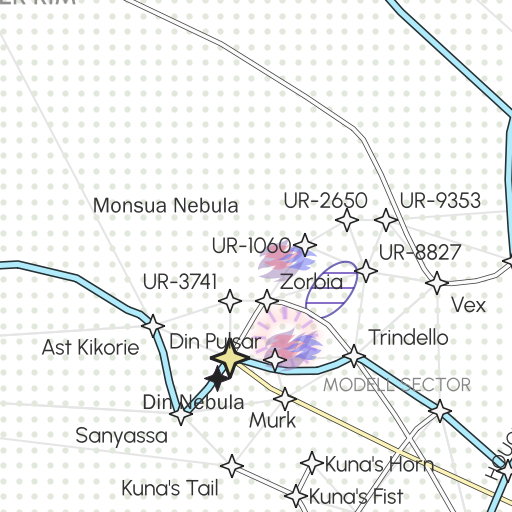 UR-2650
UR-9353
Monsua Nebula
UR-1060
UR-8827
UR-3741
Zorbia
Vex
Din Pulsar
Trindello
Ast Kikorie
MODELL SECTOR
Din Nebula
Murk
Sanyassa
Kuna's Horn
Kuna's Tail
Kuna's Fist